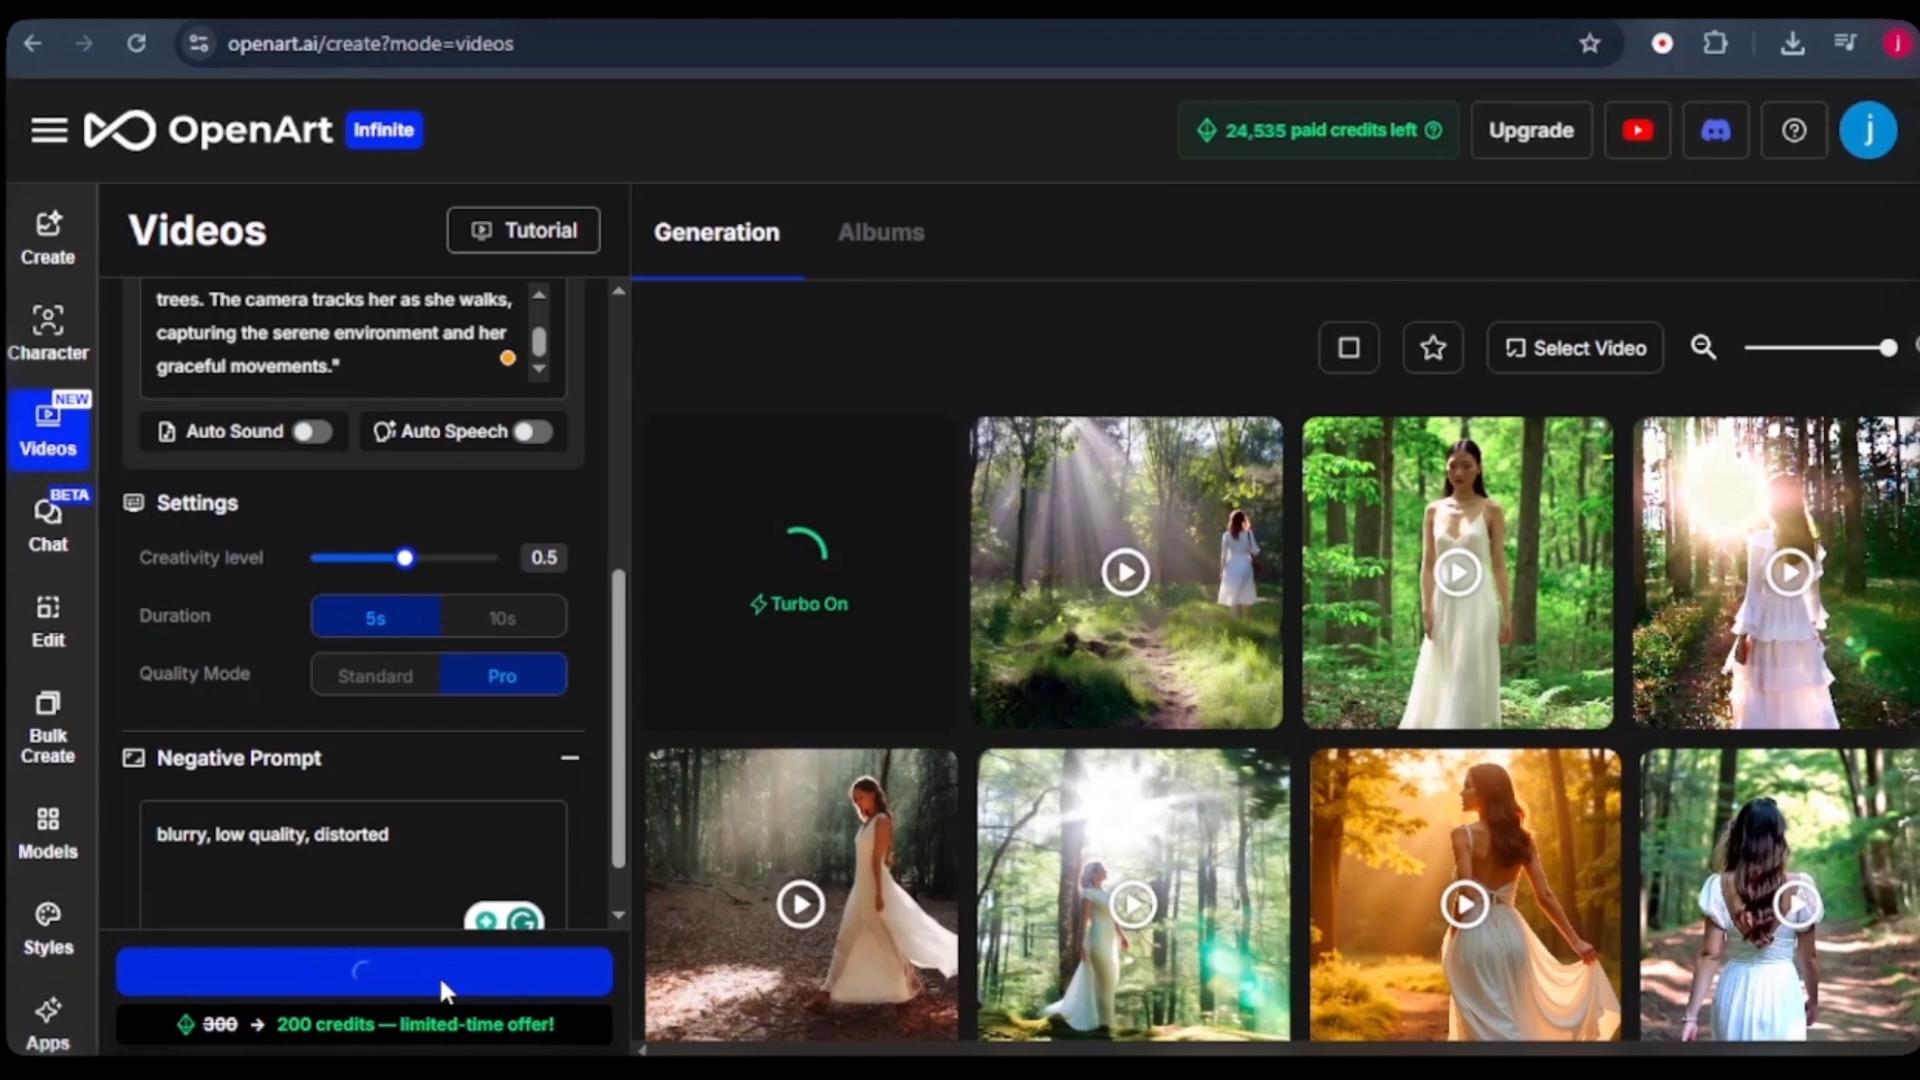 openart.ai/create?mode=videos
j
OpenArt Infinite
24,535 paid credits left
Upgrade
j
Create
Character
NEW
Videos
BETA
Chat
Edit
Bulk
Create
Models
Styles
Apps
Videos
Tutorial
trees. The camera tracks her as she walks,
capturing the serene environment and her
graceful movements."
Auto Sound
Auto Speech
Settings
Creativity level
0.5
Duration
5s
10s
Quality Mode
Standard
Pro
Negative Prompt
blurry, low quality, distorted
300 → 200 credits — limited-time offer!
Generation
Albums
Select Video
Turbo On